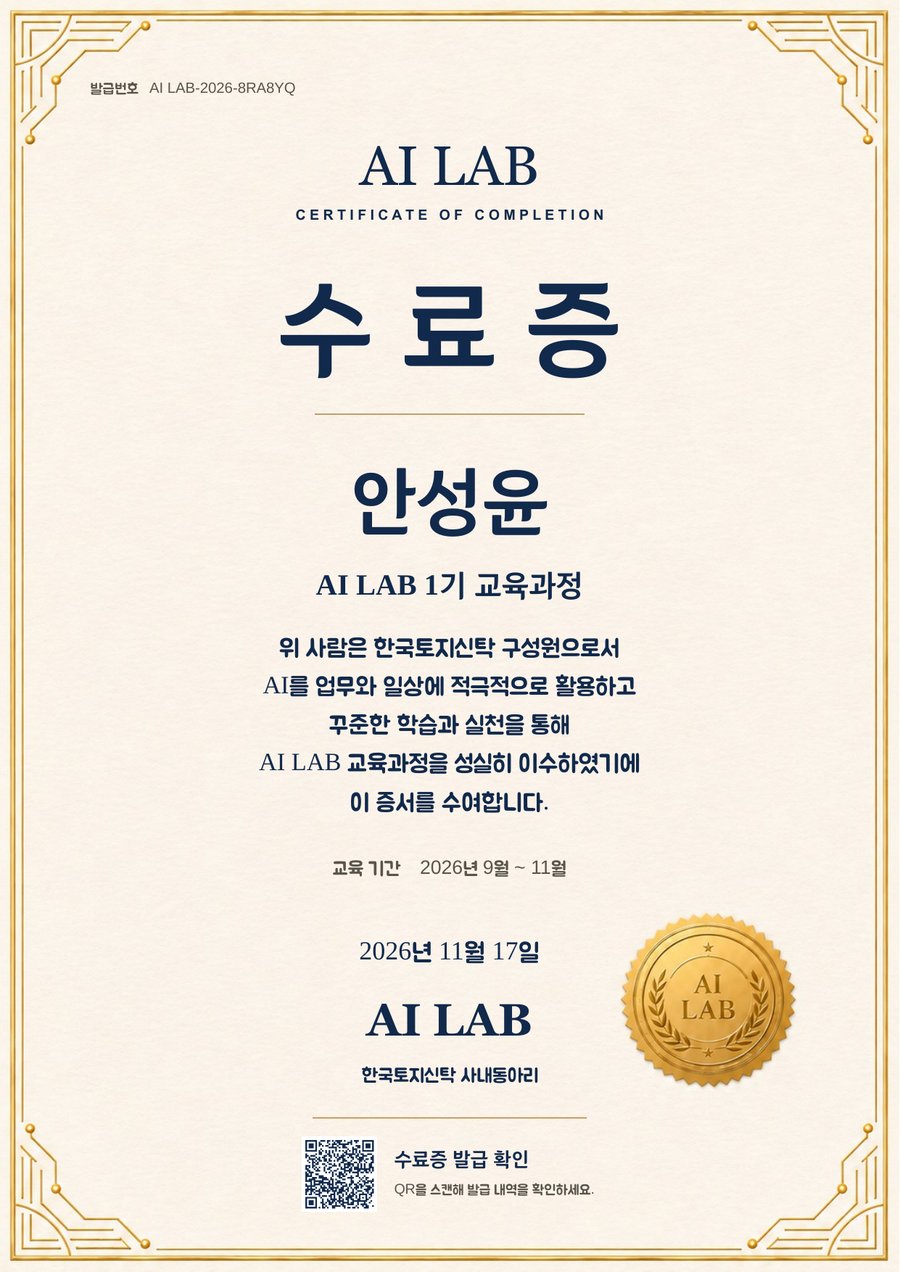 발급번호 AI LAB-2026-8RA8YQ
AI LAB
CERTIFICATE OF COMPLETION
수료증
안성윤
AI LAB 1기 교육과정
위 사람은 한국토지신탁 구성원으로서
AI를 업무와 일상에 적극적으로 활용하고
꾸준한 학습과 실천을 통해
AI LAB 교육과정을 성실히 이수하였기에
이 증서를 수여합니다.
교육 기간 2026년 9월 ~ 11월
2026년 11월 17일
AI LAB
한국토지신탁 사내동아리
AI
LAB
수료증 발급 확인
QR을 스캔해 발급 내역을 확인하세요.